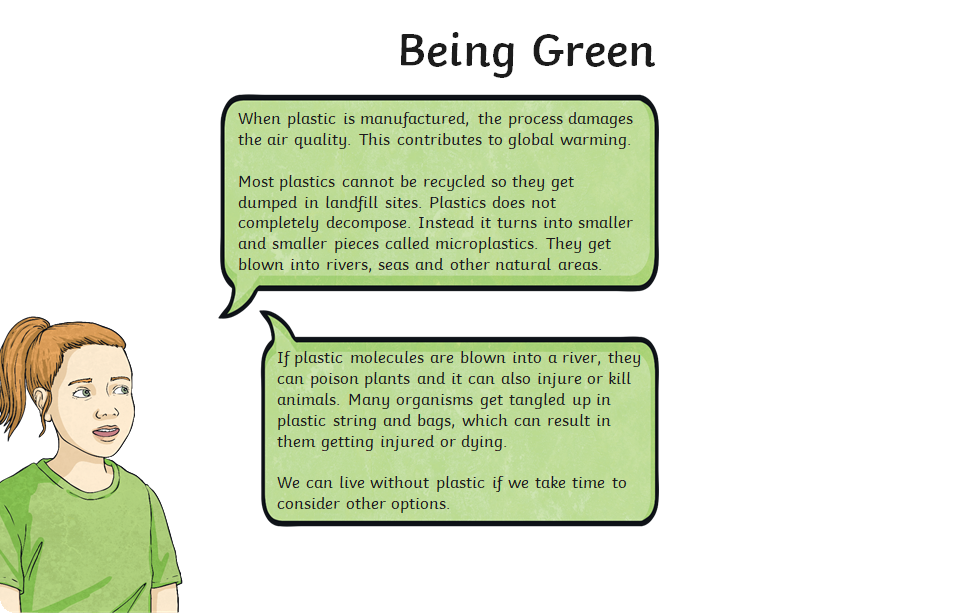 Being Green
When plastic is manufactured, the process damages
the air quality. This contributes to global warming.
Most plastics cannot be recycled so they get
dumped in landfill sites. Plastics does not
completely decompose. Instead it turns into smaller
and smaller pieces called microplastics. They get
blown into rivers, seas and other natural areas.
If plastic molecules are blown into a river, they
can poison plants and it can also injure or kill
animals. Many organisms get tangled up in
plastic string and bags, which can result in
them getting injured or dying.
We can live without plastic if we take time to
consider other options.